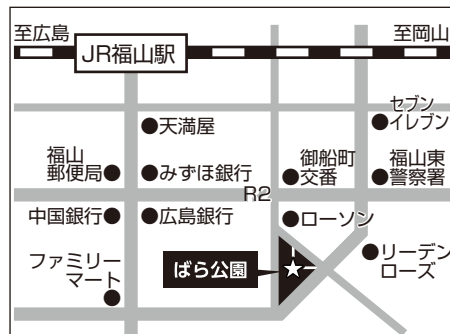 至広島
至岡山
JR福山駅
セブン
イレブン
天満屋
福山
郵便局
みずほ銀行
御船町
交番
福山東
警察署
R2
中国銀行
広島銀行
ローソン
ファミリー
マート
ばら公園
リーデン
ローズ